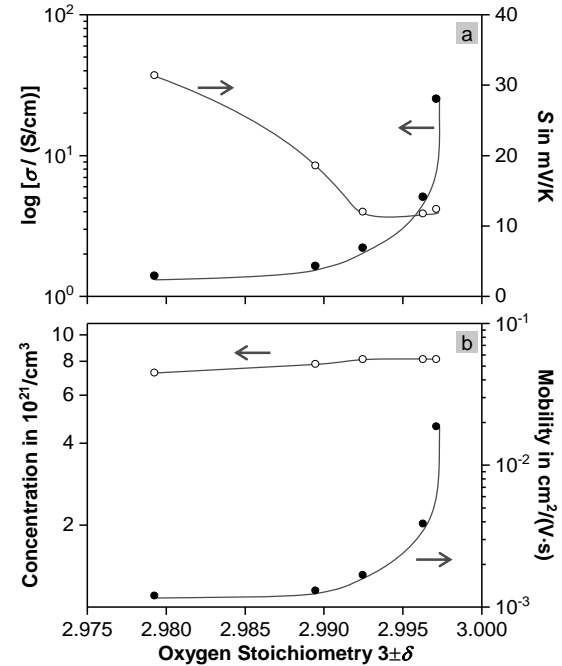 a
log [σ / (S/cm)]
10²
10¹
10⁰
40
30
20
10
0
S in mV/K
b
Concentration in 10²¹/cm³
10
8
6
4
2
10⁻¹
10⁻²
10⁻³
Mobility in cm²/(V·s)
2.975 2.980 2.985 2.990 2.995 3.000
Oxygen Stoichiometry 3±δ